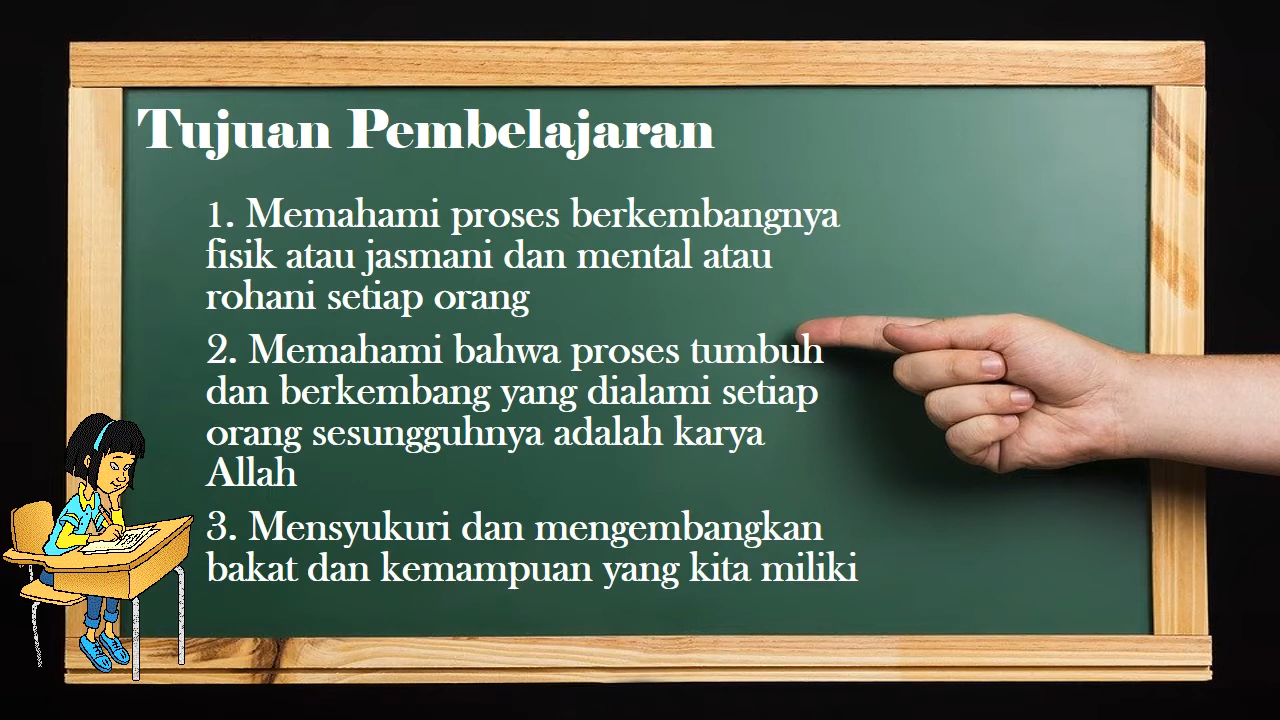 Tujuan Pembelajaran
1. Memahami proses berkembangnya
fisik atau jasmani dan mental atau
rohani setiap orang
2. Memahami bahwa proses tumbuh
dan berkembang yang dialami setiap
orang sesungguhnya adalah karya
Allah
3. Mensyukuri dan mengembangkan
bakat dan kemampuan yang kita miliki